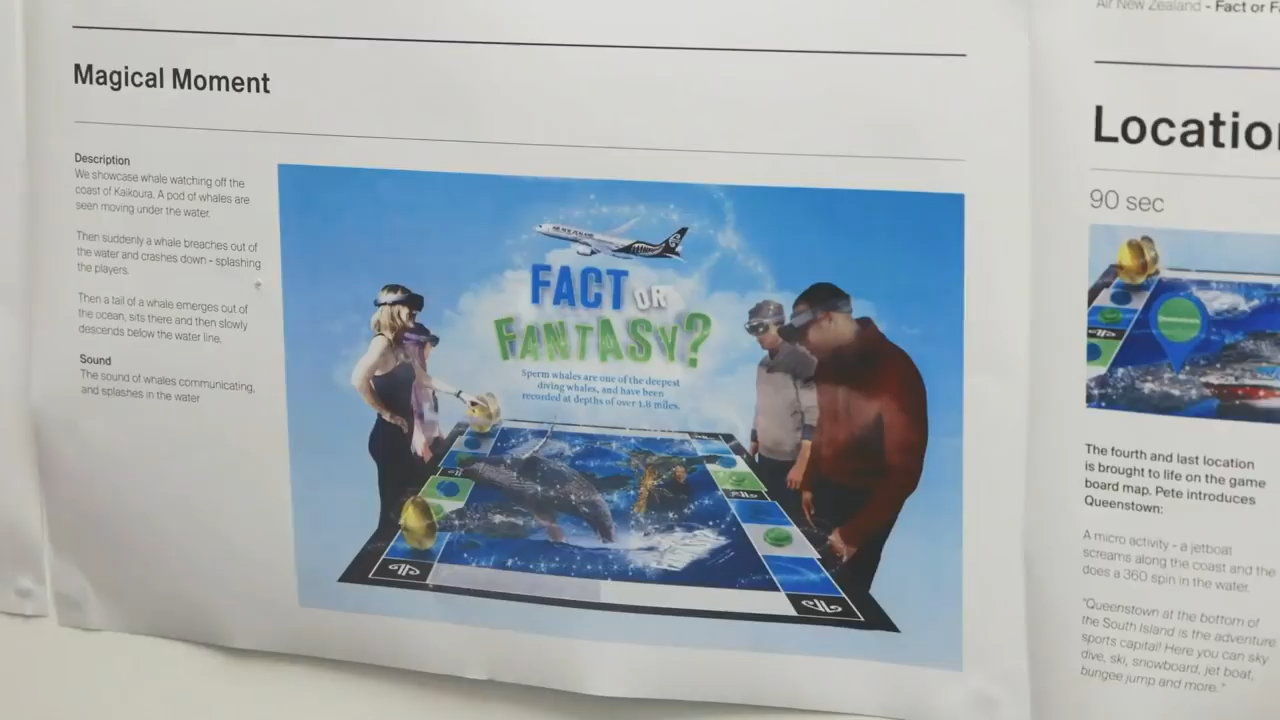 Magical Moment
Description
We showcase whale watching off the
coast of Kaikoura. A pod of whales are
seen moving under the water.
Then suddenly a whale breaches out of
the water and crashes down - splashing
the players.
Then a tail of a whale emerges out of
the ocean, sits there and then slowly
descends below the water line.
Sound
The sound of whales communicating,
and splashes in the water
AIR NEW ZEALAND
FACT OR
FANTASY?
Sperm whales are one of the deepest
diving whales, and have been
recorded at depths of over 1.8 miles.
Air New Zealand - Fact or
Locatio
90 sec
The fourth and last location
is brought to life on the game
board map. Pete introduces
Queenstown:
A micro activity - a jetboat
screams along the coast and the
does a 360 spin in the water.
"Queenstown at the bottom of
the South Island is the adventure
sports capital! Here you can sky
dive, ski, snowboard, jet boat,
bungee jump and more."